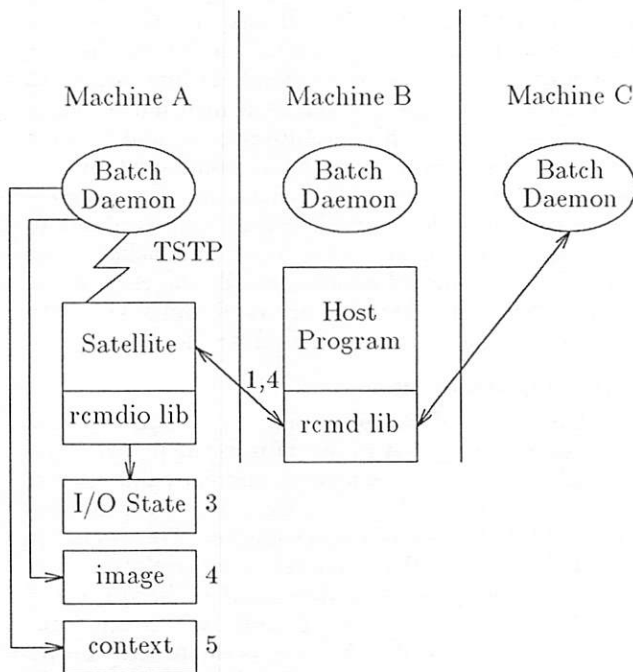 Machine A
Machine B
Machine C
Batch
Daemon
Batch
Daemon
Batch
Daemon
TSTP
Satellite
rcmdio lib
Host
Program
rcmd lib
1,4
I/O State
3
image
4
context
5